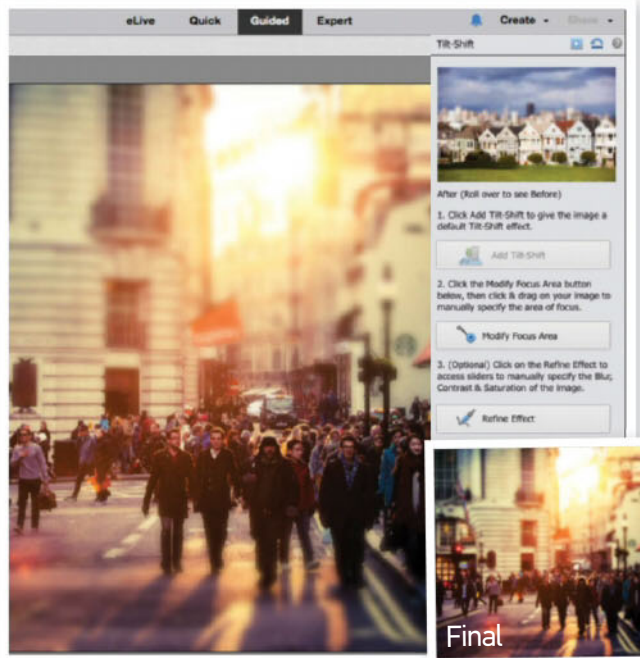 eLive Quick Guided Expert Create Share
Tilt-Shift
After (Roll over to see Before)
1. Click Add Tilt-Shift to give the image a
default Tilt-Shift effect.
Add Tilt-Shift
2. Click the Modify Focus Area button
below, then click & drag on your image to
manually specify the area of focus.
Modify Focus Area
3. (Optional) Click on the Refine Effect to
access sliders to manually specify the Blur,
Contrast & Saturation of the image.
Refine Effect
Final